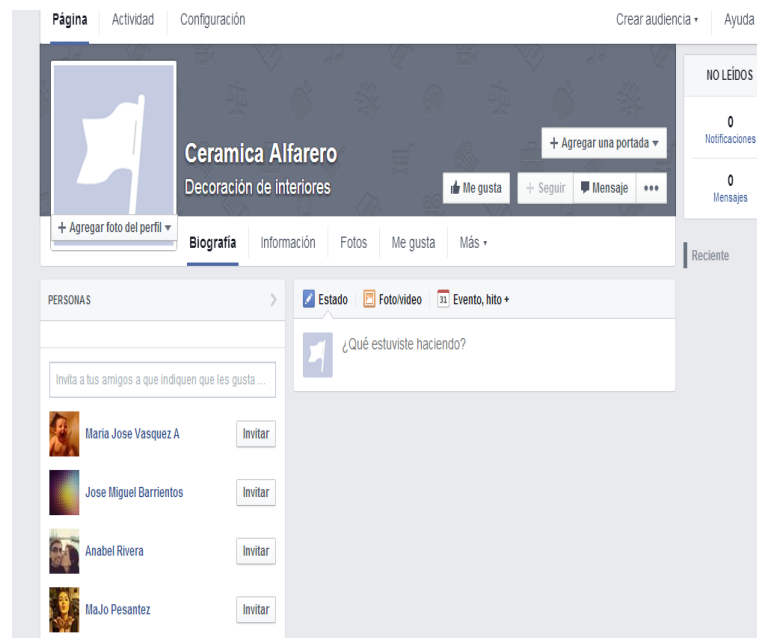 Página Actividad Configuración Crear audiencia Ayuda
Ceramica Alfarero
Decoración de interiores
+ Agregar una portada
Me gusta + Seguir Mensaje •••
+ Agregar foto del perfil
Biografía Información Fotos Me gusta Más
NO LEÍDOS
0
Notificaciones
0
Mensajes
Reciente
PERSONAS
Invita a tus amigos a que indiquen que les gusta ...
Maria Jose Vasquez A Invitar
Jose Miguel Barrientos Invitar
Anabel Rivera Invitar
MaJo Pesantez Invitar
Estado Foto/video 31 Evento, hito +
¿Qué estuviste haciendo?